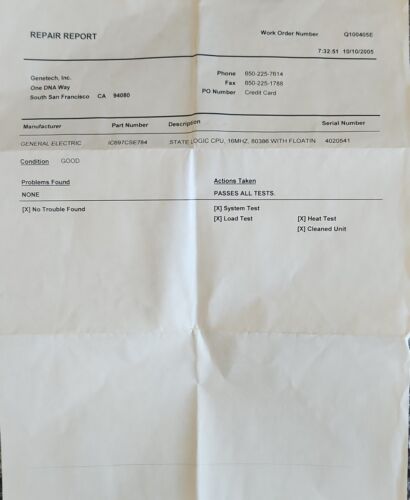 REPAIR REPORT
Work Order Number Q100405E
7:32:51 10/10/2005
Genetech, Inc.
One DNA Way
South San Francisco CA 94080
Phone 650-225-7614
Fax 650-225-1788
PO Number Credit Card
Manufacturer Part Number Description Serial Number
GENERAL ELECTRIC IC697CSE784 STATE LOGIC CPU, 16MHZ, 80386 WITH FLOATIN 4020541
Condition GOOD
Problems Found Actions Taken
NONE PASSES ALL TESTS.
[X] No Trouble Found [X] System Test
[X] Load Test [X] Heat Test
[X] Cleaned Unit